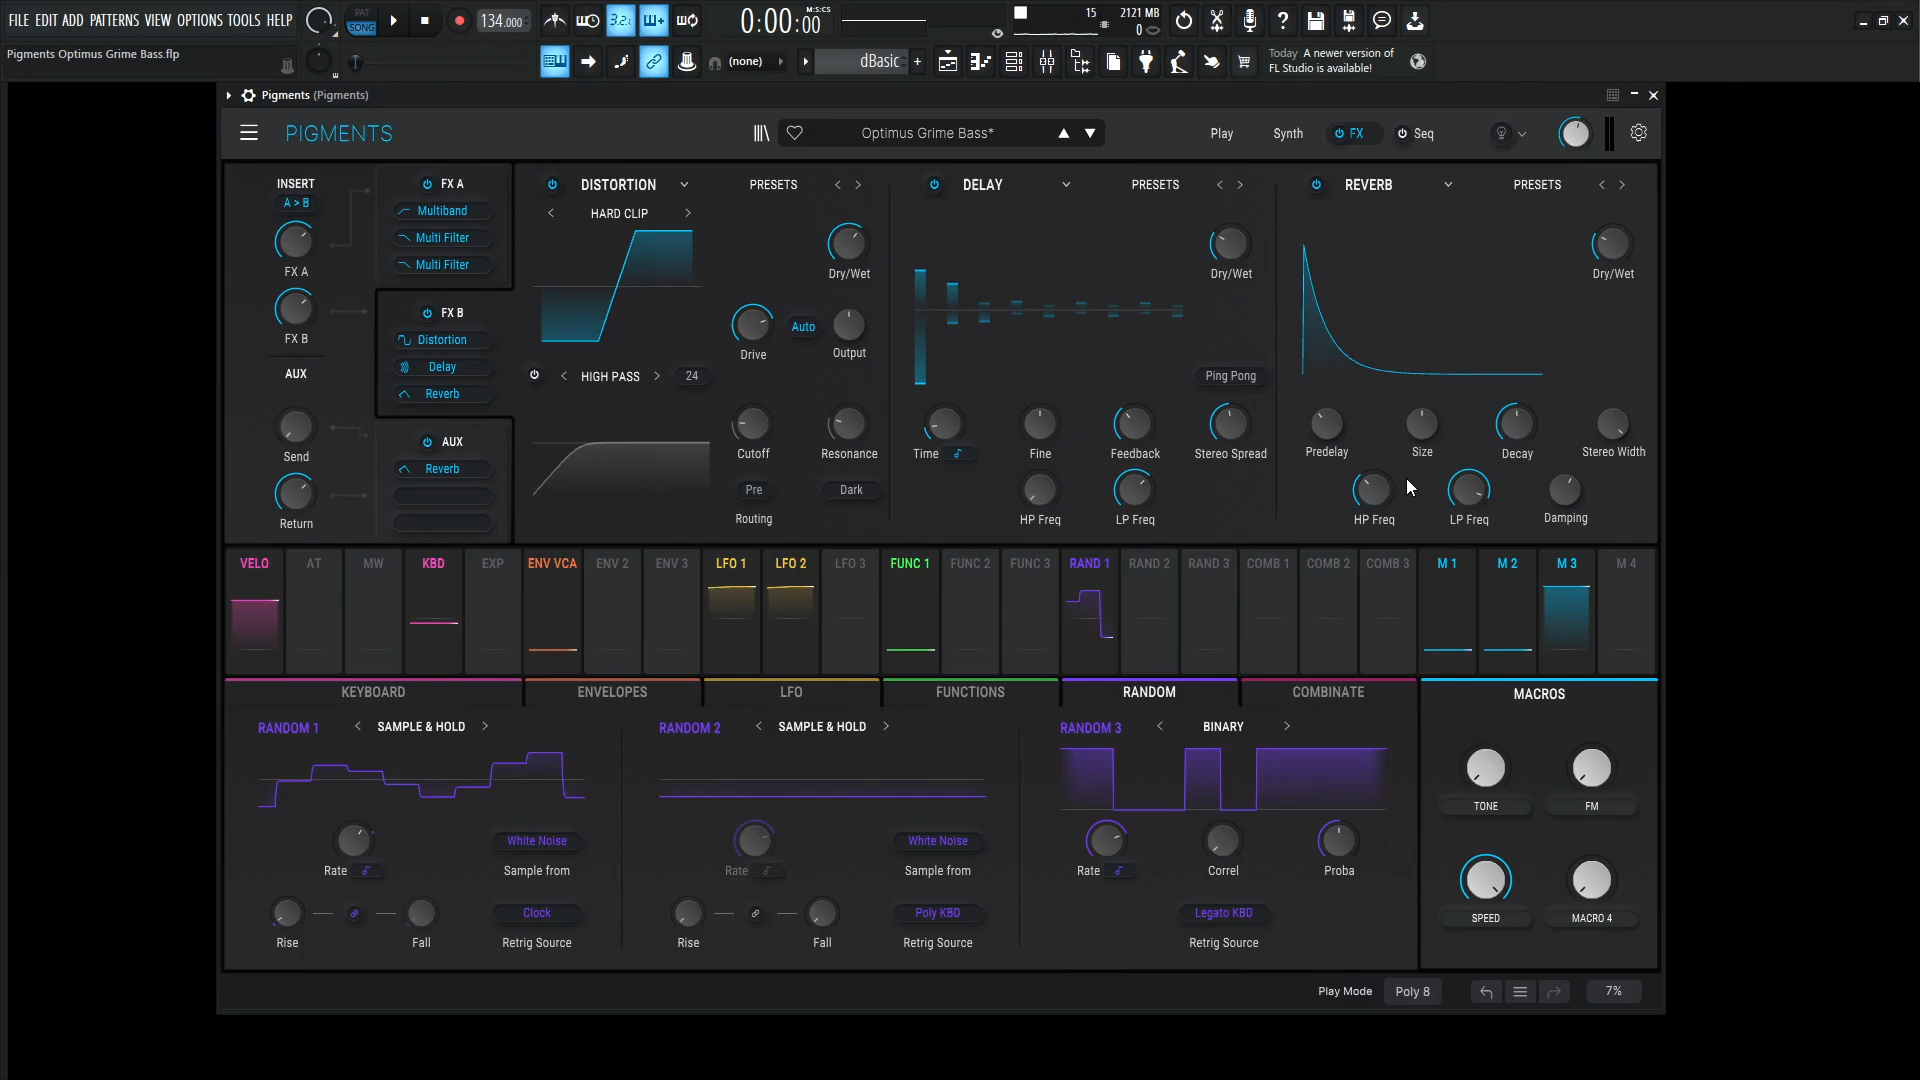 FILE EDIT ADD PATTERNS VIEW OPTIONS TOOLS HELP
PAT
SONG
134.000
3.2.
0:00:00
M:S:CS
15
2121 MB
0
Pigments Optimus Grime Bass.flp
(none)
dBasic
Today A newer version of
FL Studio is available!
Pigments (Pigments)
PIGMENTS
Optimus Grime Bass*
Play
Synth
FX
Seq
INSERT
A > B
FX A
FX B
AUX
Send
Return
FX A
Multiband
Multi Filter
Multi Filter
FX B
Distortion
Delay
Reverb
AUX
Reverb
DISTORTION
PRESETS
HARD CLIP
Dry/Wet
Drive
Auto
Output
HIGH PASS
24
Cutoff
Resonance
Pre
Dark
Routing
DELAY
PRESETS
Dry/Wet
Ping Pong
Time
Fine
Feedback
Stereo Spread
HP Freq
LP Freq
REVERB
PRESETS
Dry/Wet
Predelay
Size
Decay
Stereo Width
HP Freq
LP Freq
Damping
VELO
AT
MW
KBD
EXP
ENV VCA
ENV 2
ENV 3
LFO 1
LFO 2
LFO 3
FUNC 1
FUNC 2
FUNC 3
RAND 1
RAND 2
RAND 3
COMB 1
COMB 2
COMB 3
M 1
M 2
M 3
M 4
KEYBOARD
ENVELOPES
LFO
FUNCTIONS
RANDOM
COMBINATE
MACROS
RANDOM 1
SAMPLE & HOLD
Rate
White Noise
Sample from
Rise
Fall
Clock
Retrig Source
RANDOM 2
SAMPLE & HOLD
Rate
White Noise
Sample from
Rise
Fall
Poly KBD
Retrig Source
RANDOM 3
BINARY
Rate
Correl
Proba
Legato KBD
Retrig Source
TONE
FM
SPEED
MACRO 4
Play Mode
Poly 8
7%